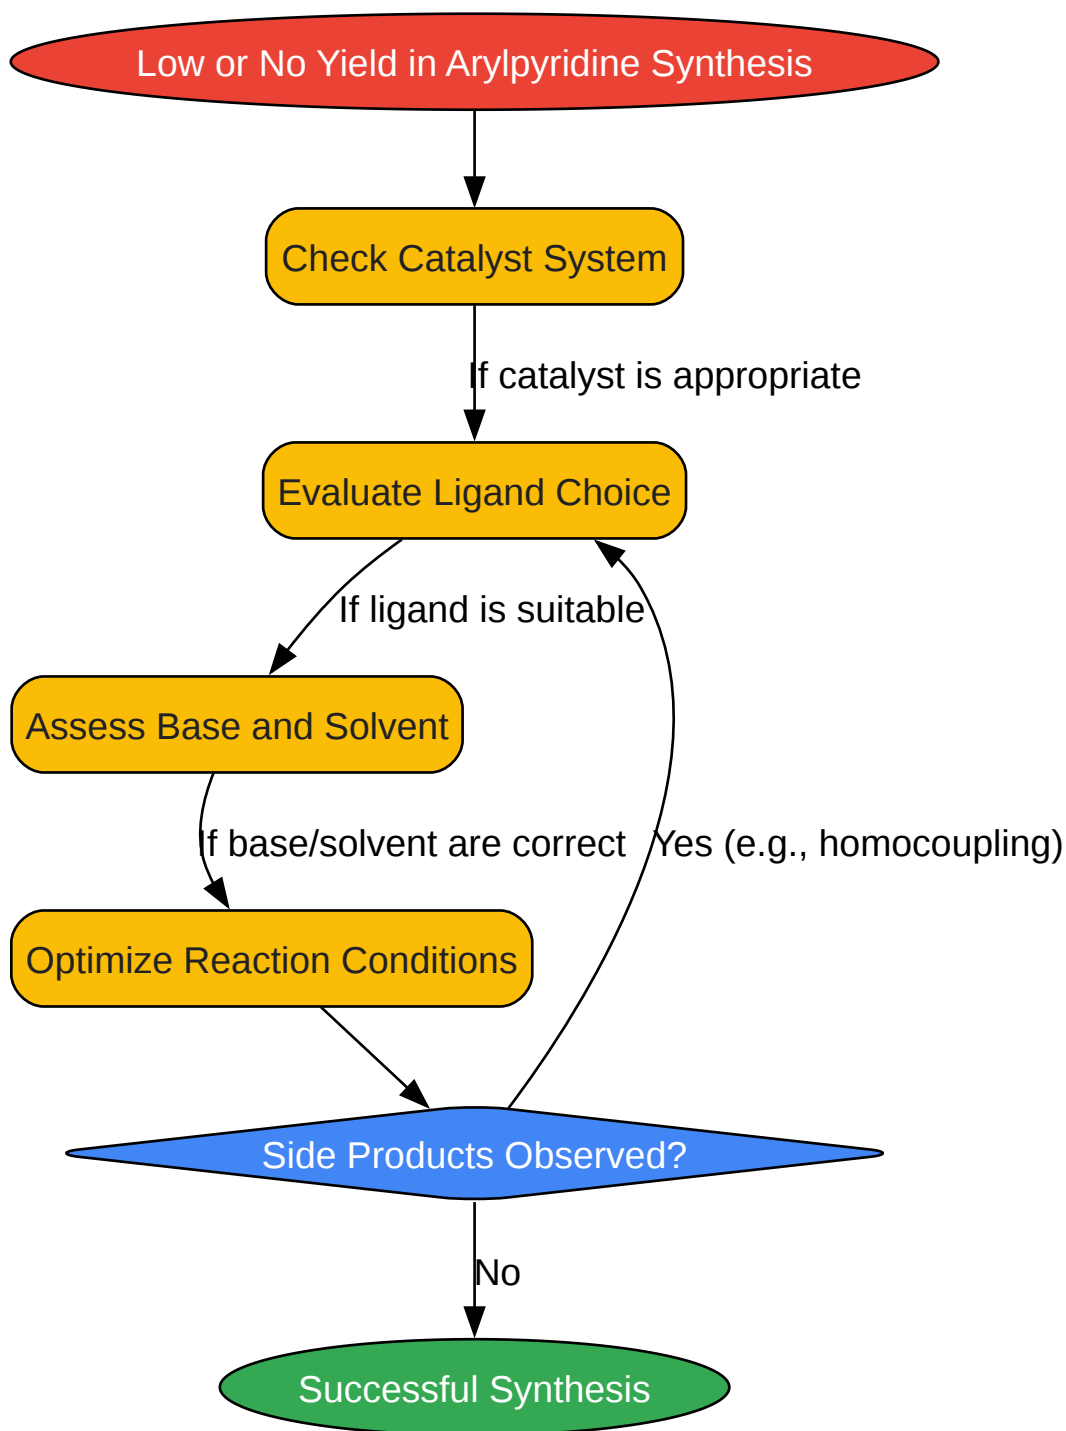 Low or No Yield in Arylpyridine Synthesis
Check Catalyst System
If catalyst is appropriate
Evaluate Ligand Choice
If ligand is suitable
Assess Base and Solvent
If base/solvent are correct
Yes (e.g., homocoupling)
Optimize Reaction Conditions
Side Products Observed?
No
Successful Synthesis